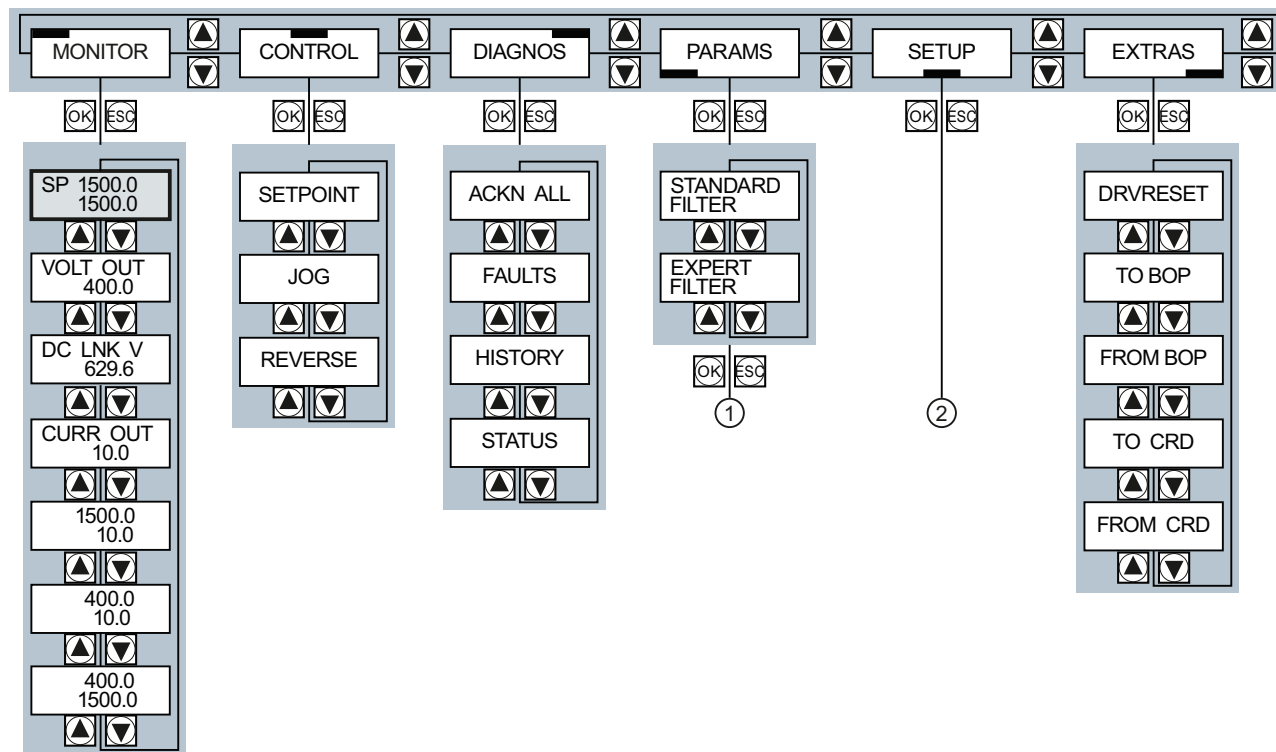 MONITOR
CONTROL
DIAGNOS
PARAMS
SETUP
EXTRAS
OK ESC
OK ESC
OK ESC
OK ESC
OK ESC
OK ESC
SP 1500.0
1500.0
VOLT OUT
400.0
DC LNK V
629.6
CURR OUT
10.0
1500.0
10.0
400.0
10.0
400.0
1500.0
SETPOINT
JOG
REVERSE
ACKN ALL
FAULTS
HISTORY
STATUS
STANDARD
FILTER
EXPERT
FILTER
OK ESC
1
2
DRVRESET
TO BOP
FROM BOP
TO CRD
FROM CRD